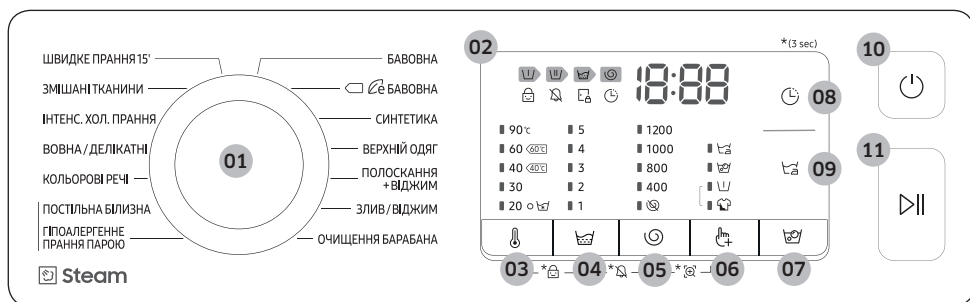 ШВИДКЕ ПРАННЯ 15'
ЗМІШАНІ ТКАНИНИ
ІНТЕНС. ХОЛ. ПРАННЯ
ВОВНА / ДЕЛІКАТНІ
КОЛЬОРОВІ РЕЧІ
ПОСТІЛЬНА БІЛИЗНА
ГІПОАЛЕРГЕННЕ
ПРАННЯ ПАРОЮ
Steam
01
БАВОВНА
БАВОВНА
СИНТЕТИКА
ВЕРХНІЙ ОДЯГ
ПОЛОСКАННЯ
+ВІДЖИМ
ЗЛИВ / ВІДЖИМ
ОЧИЩЕННЯ БАРАБАНА
02
*(3 sec)
18:88
08
90℃ 5 1200
60 60℃ 4 1000
40 40℃ 3 800
30 2 400
20 1
09
03 * 04 * 05 * 06 07
10
11